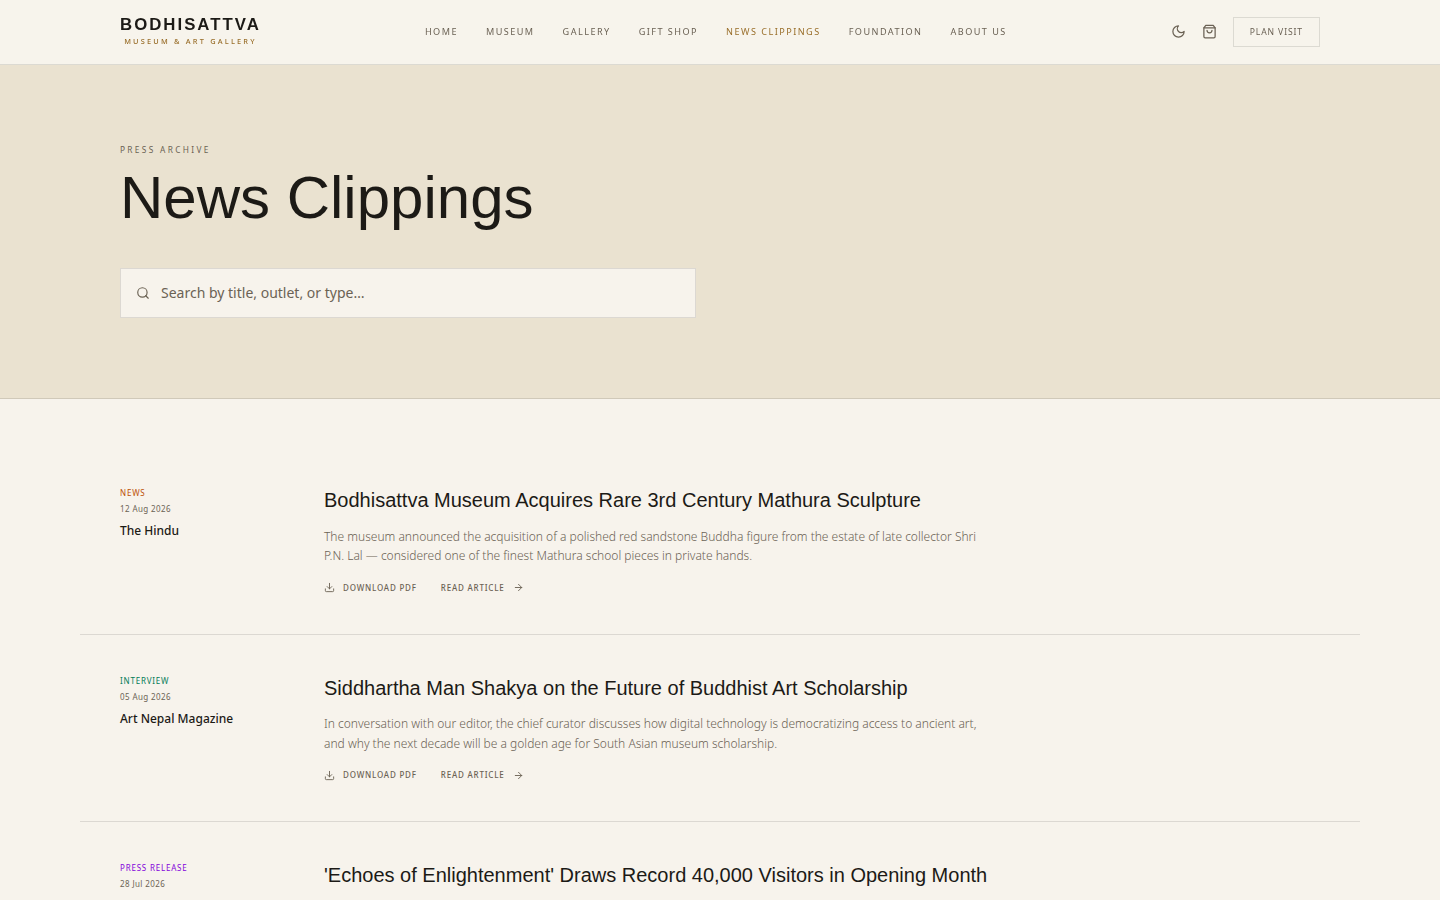 BODHISATTVA
MUSEUM & ART GALLERY
HOME
MUSEUM
GALLERY
GIFT SHOP
NEWS CLIPPINGS
FOUNDATION
ABOUT US
PLAN VISIT
PRESS ARCHIVE
News Clippings
Search by title, outlet, or type...
NEWS
12 Aug 2026
The Hindu
Bodhisattva Museum Acquires Rare 3rd Century Mathura Sculpture
The museum announced the acquisition of a polished red sandstone Buddha figure from the estate of late collector Shri
P.N. Lal — considered one of the finest Mathura school pieces in private hands.
DOWNLOAD PDF
READ ARTICLE
INTERVIEW
05 Aug 2026
Art Nepal Magazine
Siddhartha Man Shakya on the Future of Buddhist Art Scholarship
In conversation with our editor, the chief curator discusses how digital technology is democratizing access to ancient art,
and why the next decade will be a golden age for South Asian museum scholarship.
DOWNLOAD PDF
READ ARTICLE
PRESS RELEASE
28 Jul 2026
'Echoes of Enlightenment' Draws Record 40,000 Visitors in Opening Month